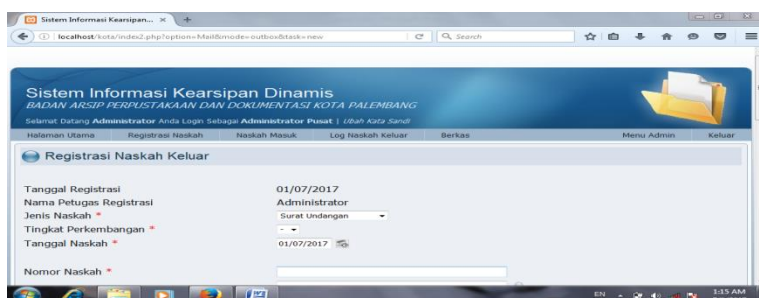 Sistem Informasi Kearsipan...
localhost/kota/index2.php?option=Mail&mode=outbox&task=new
Search
Sistem Informasi Kearsipan Dinamis
BADAN ARSIP PERPUSTAKAAN DAN DOKUMENTASI KOTA PALEMBANG
Selamat Datang Administrator Anda Login Sebagai Administrator Pusat | Ubah Kata Sandi
Halaman Utama Registrasi Naskah Naskah Masuk Log Naskah Keluar Berkas Menu Admin Keluar
Registrasi Naskah Keluar
Tanggal Registrasi 01/07/2017
Nama Petugas Registrasi Administrator
Jenis Naskah * Surat Undangan
Tingkat Perkembangan * -
Tanggal Naskah * 01/07/2017
Nomor Naskah *
EN 1:15 AM